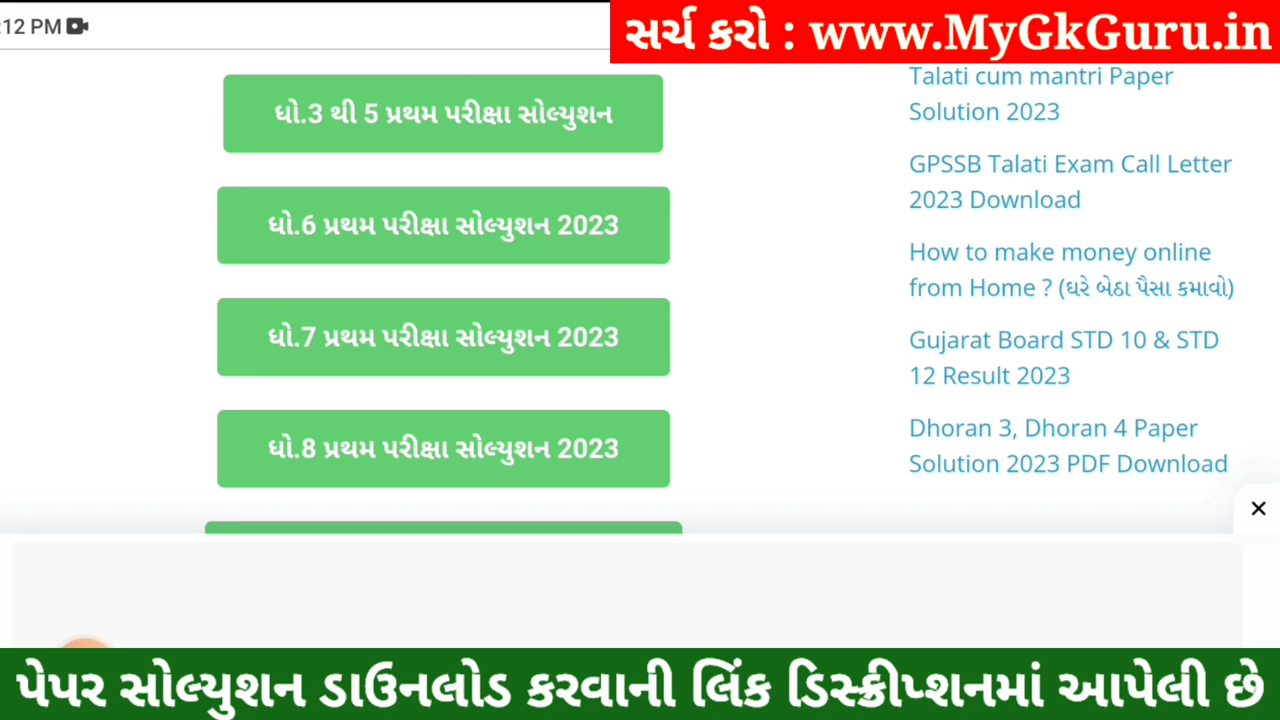 :12 PM
સર્ચ કરો : www.MyGkGuru.in
ધો.3 થી 5 પ્રથમ પરીક્ષા સોલ્યુશન
ધો.6 પ્રથમ પરીક્ષા સોલ્યુશન 2023
ધો.7 પ્રથમ પરીક્ષા સોલ્યુશન 2023
ધો.8 પ્રથમ પરીક્ષા સોલ્યુશન 2023
Talati cum mantri Paper
Solution 2023
GPSSB Talati Exam Call Letter
2023 Download
How to make money online
from Home ? (ઘરે બેઠા પૈસા કમાવો)
Gujarat Board STD 10 & STD
12 Result 2023
Dhoran 3, Dhoran 4 Paper
Solution 2023 PDF Download
પેપર સોલ્યુશન ડાઉનલોડ કરવાની લિંક ડિસ્ક્રીપ્શનમાં આપેલી છે